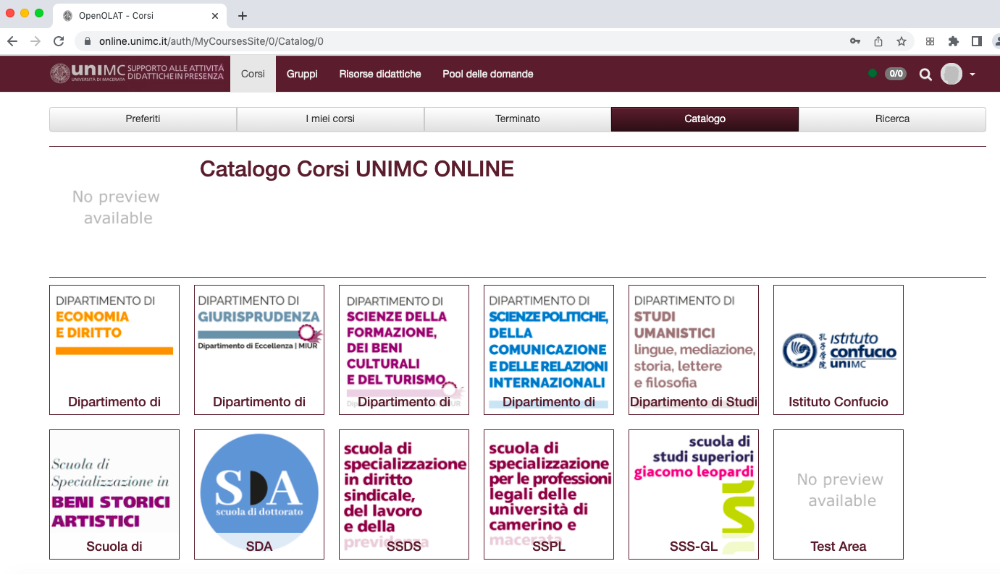 OpenOLAT - Corsi
online.unimc.it/auth/MyCoursesSite/0/Catalog/0
unIMC UNIVERSITÀ DI MACERATA SUPPORTO ALLE ATTIVITÁ DIDATTICHE IN PRESENZA
Corsi Gruppi Risorse didattiche Pool delle domande 0/0
Preferiti I miei corsi Terminato Catalogo Ricerca
Catalogo Corsi UNIMC ONLINE
No preview
available
DIPARTIMENTO DI
ECONOMIA
E DIRITTO
Dipartimento di
DIPARTIMENTO DI
GIURISPRUDENZA
Dipartimento di Eccellenza | MIUR
Dipartimento di
DIPARTIMENTO DI
SCIENZE DELLA
FORMAZIONE,
DEI BENI
CULTURALI
E DEL TURISMO
Dipartimento di
DIPARTIMENTO DI
SCIENZE POLITICHE,
DELLA
COMUNICAZIONE
E DELLE RELAZIONI
INTERNAZIONALI
Dipartimento di
DIPARTIMENTO DI
STUDI
UMANISTICI
lingue, mediazione,
storia, lettere
e filosofia
Dipartimento di Studi
孔子学院
istituto
confucio
unIMC
Istituto Confucio
Scuola di
Specializzazione in
BENI STORICI
ARTISTICI
Scuola di
SDA
scuola di dottorato
SDA
scuola di
specializzazione
in diritto
sindacale,
del lavoro
e della
previdenza
SSDS
scuola di
specializzazione
per le professioni
legali delle
università di
camerino e
macerata
SSPL
scuola di
studi superiori
giacomo leopardi
SSS-GL
No preview
available
Test Area